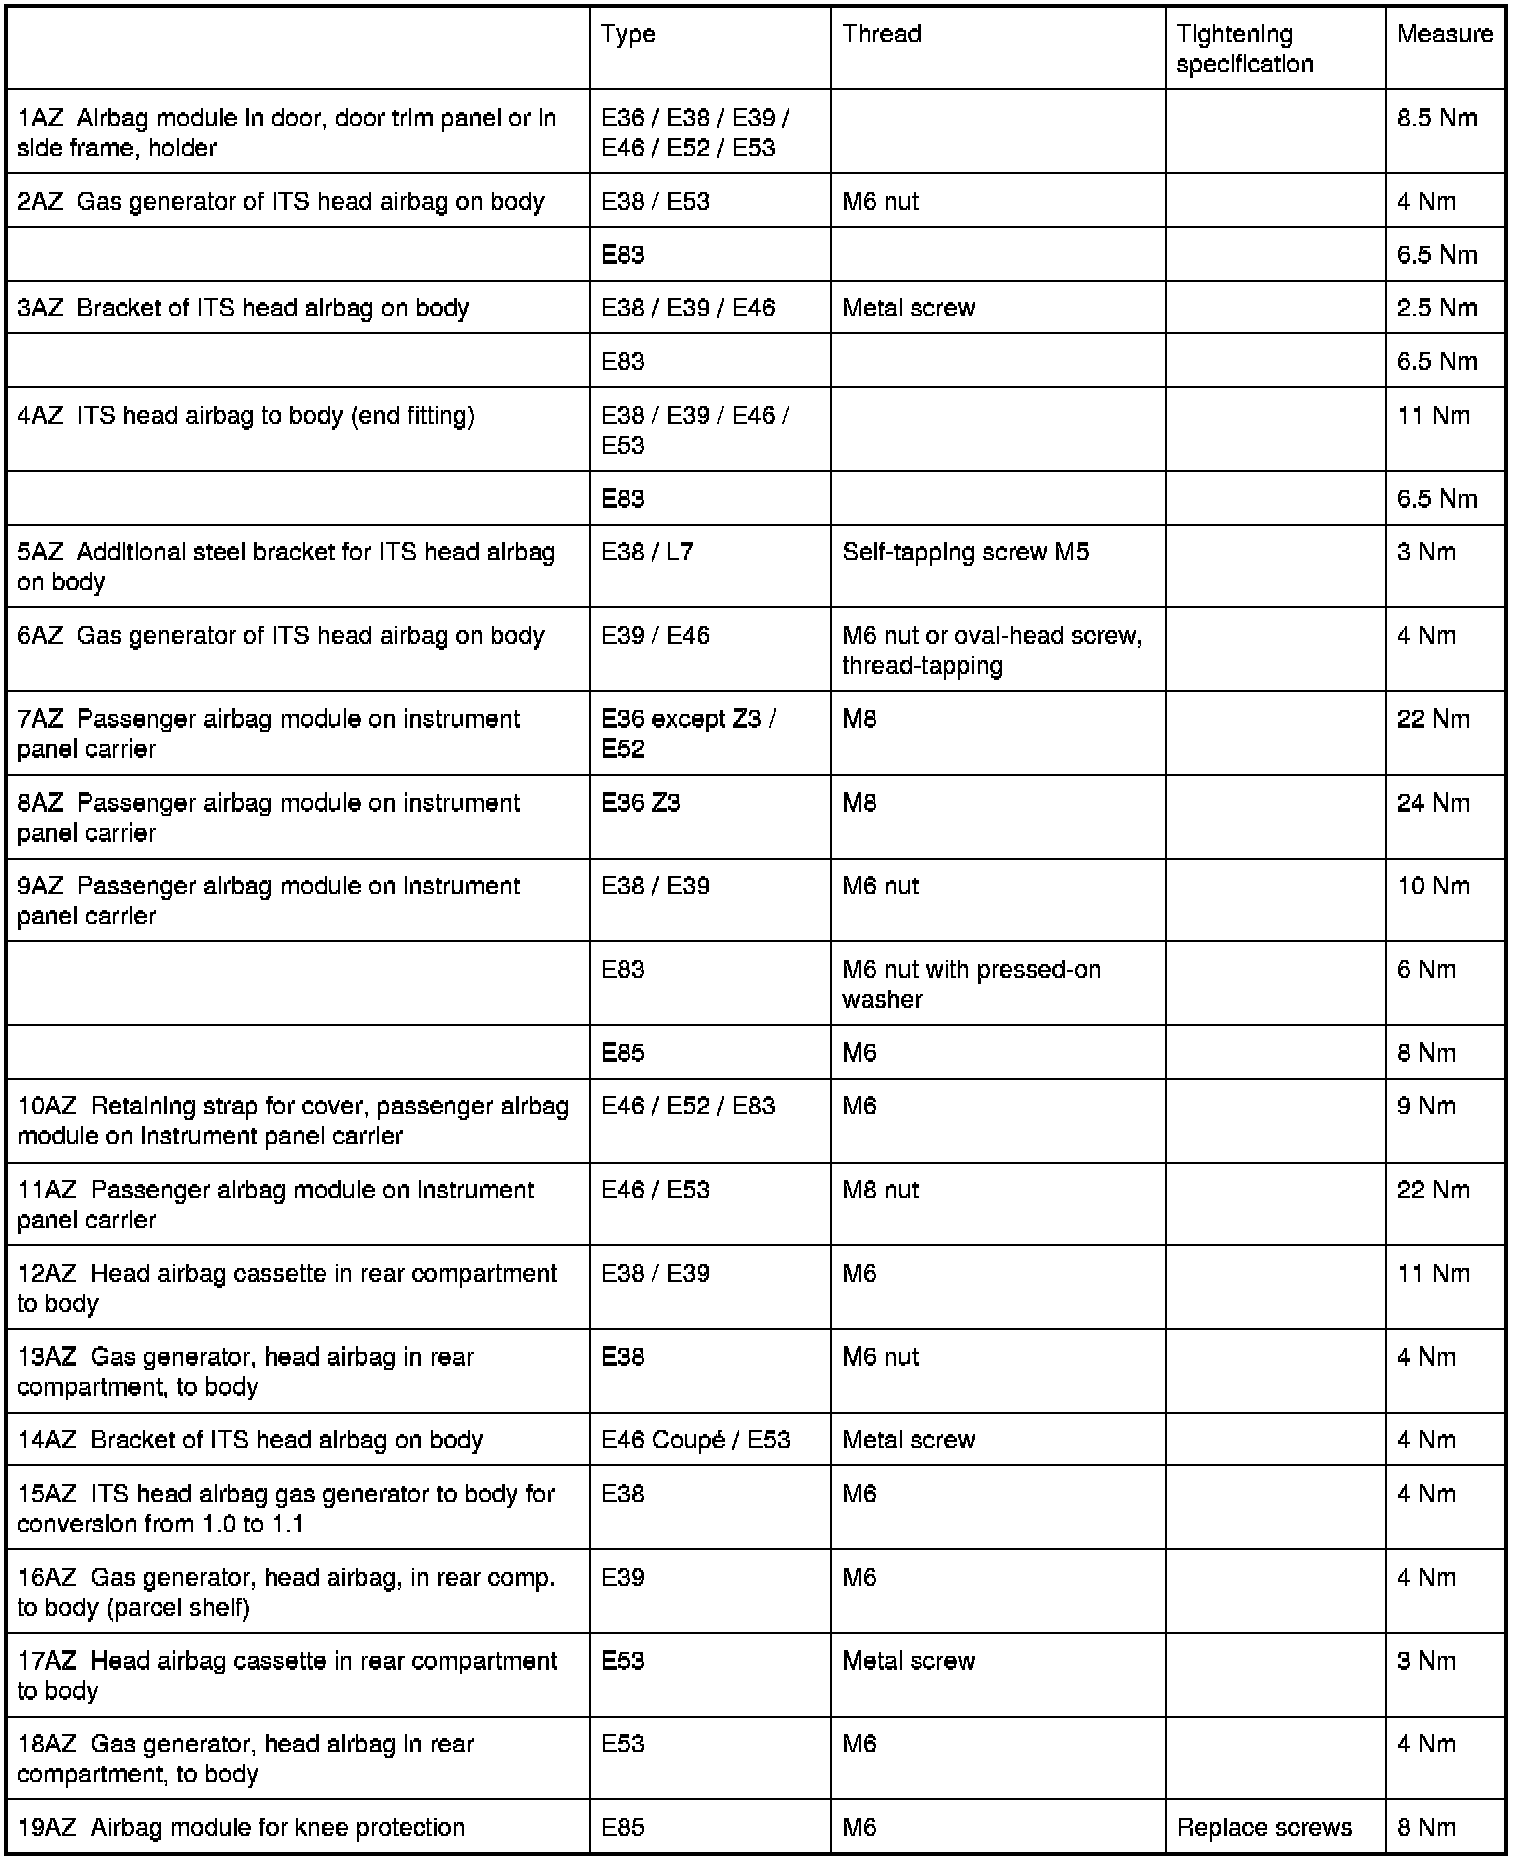 Type Thread Tightening Measure
specification
1AZ Airbag module in door, door trim panel or in E36 / E38 / E39 / 8.5 Nm
side frame, holder E46 / E52 / E53
2AZ Gas generator of ITS head airbag on body E38 / E53 M6 nut 4 Nm
E83 6.5 Nm
3AZ Bracket of ITS head airbag on body E38 / E39 / E46 Metal screw 2.5 Nm
E83 6.5 Nm
4AZ ITS head airbag to body (end fitting) E38 / E39 / E46 / 11 Nm
E53
E83 6.5 Nm
5AZ Additional steel bracket for ITS head airbag E38 / L7 Self-tapping screw M5 3 Nm
on body
6AZ Gas generator of ITS head airbag on body E39 / E46 M6 nut or oval-head screw, 4 Nm
thread-tapping
7AZ Passenger airbag module on instrument E36 except Z3 / M8 22 Nm
panel carrier E52
8AZ Passenger airbag module on instrument E36 Z3 M8 24 Nm
panel carrier
9AZ Passenger airbag module on instrument E38 / E39 M6 nut 10 Nm
panel carrier
E83 M6 nut with pressed-on 6 Nm
washer
E85 M6 8 Nm
10AZ Retaining strap for cover, passenger airbag E46 / E52 / E83 M6 9 Nm
module on instrument panel carrier
11AZ Passenger airbag module on instrument E46 / E53 M8 nut 22 Nm
panel carrier
12AZ Head airbag cassette in rear compartment E38 / E39 M6 11 Nm
to body
13AZ Gas generator, head airbag in rear E38 M6 nut 4 Nm
compartment, to body
14AZ Bracket of ITS head airbag on body E46 Coupé / E53 Metal screw 4 Nm
15AZ ITS head airbag gas generator to body for E38 M6 4 Nm
conversion from 1.0 to 1.1
16AZ Gas generator, head airbag, in rear comp. E39 M6 4 Nm
to body (parcel shelf)
17AZ Head airbag cassette in rear compartment E53 Metal screw 3 Nm
to body
18AZ Gas generator, head airbag in rear E53 M6 4 Nm
compartment, to body
19AZ Airbag module for knee protection E85 M6 Replace screws 8 Nm